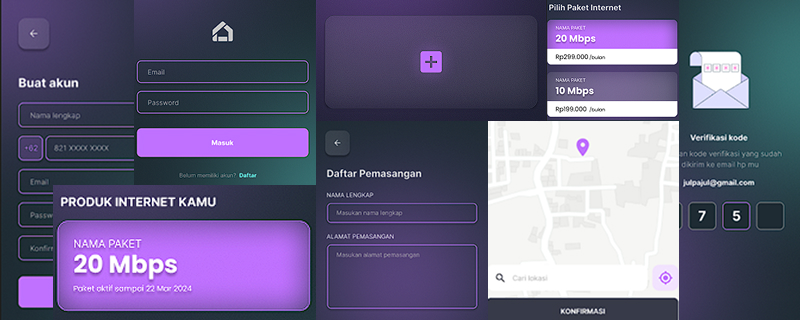 Buat akun
Nama lengkap
+62
821 XXXX XXXX
Email
Passw
Konfirm
Email
Password
Masuk
Belum memiliki akun? Daftar
PRODUK INTERNET KAMU
NAMA PAKET
20 Mbps
Paket aktif sampai 22 Mar 2024
Pilih Paket Internet
NAMA PAKET
20 Mbps
Rp299.000 /bulan
NAMA PAKET
10 Mbps
Rp199.000 /bulan
Daftar Pemasangan
NAMA LENGKAP
Masukan nama lengkap
ALAMAT PEMASANGAN
Masukan alamat pemasangan
Cari lokasi
KONFIRMASI
Verifikasi kode
an kode verifikasi yang sudah
dikirim ke email hp mu
julpajul@gmail.com
7 5